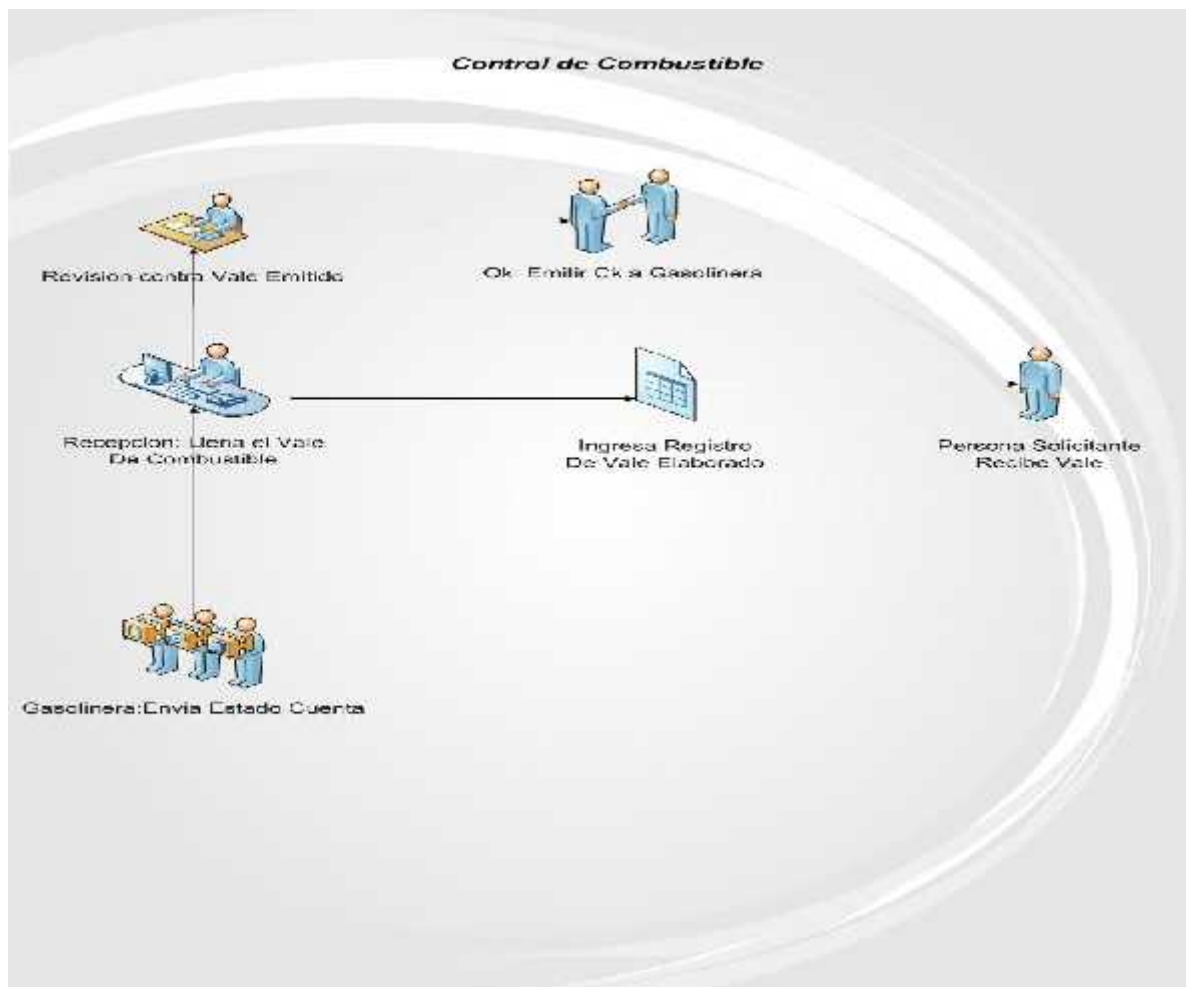 Control de Combustible
Revision contra Vale Emitido
Ok Emitir Ck a Gasolinera
Recepcion: Llena el Vale
De Combustible
Ingresa Registro
De Vale Elaborado
Persona Solicitante
Recibe Vale
Gasolinera:Envia Estado Cuenta